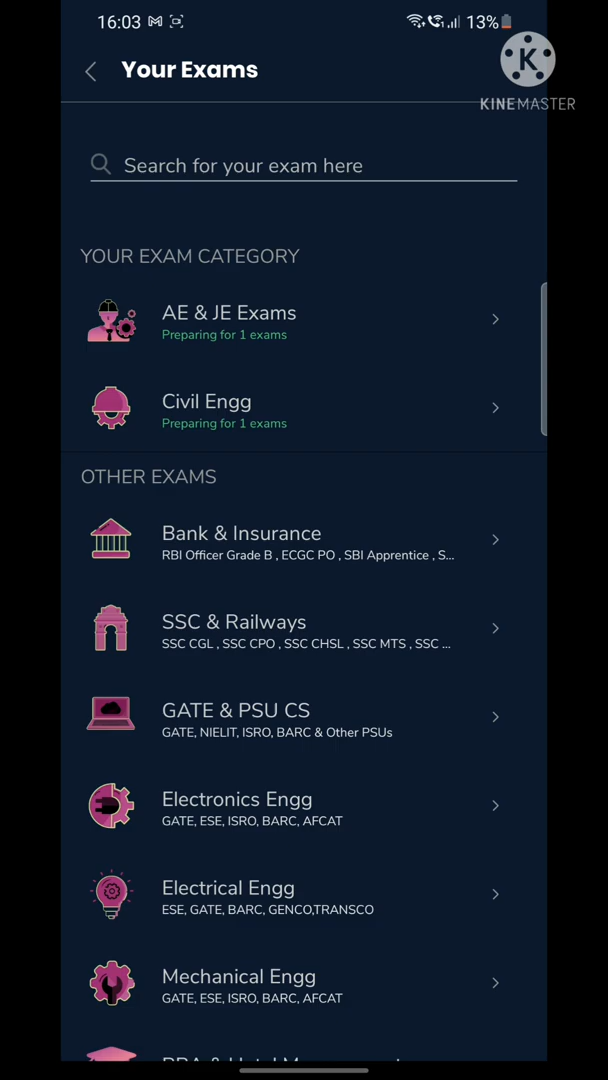 16:03 13%
Your Exams
K
KINEMASTER
Search for your exam here
YOUR EXAM CATEGORY
AE & JE Exams
Preparing for 1 exams
Civil Engg
Preparing for 1 exams
OTHER EXAMS
Bank & Insurance
RBI Officer Grade B , ECGC PO , SBI Apprentice , S...
SSC & Railways
SSC CGL , SSC CPO , SSC CHSL , SSC MTS , SSC ...
GATE & PSU CS
GATE, NIELIT, ISRO, BARC & Other PSUs
Electronics Engg
GATE, ESE, ISRO, BARC, AFCAT
Electrical Engg
ESE, GATE, BARC, GENCO,TRANSCO
Mechanical Engg
GATE, ESE, ISRO, BARC, AFCAT